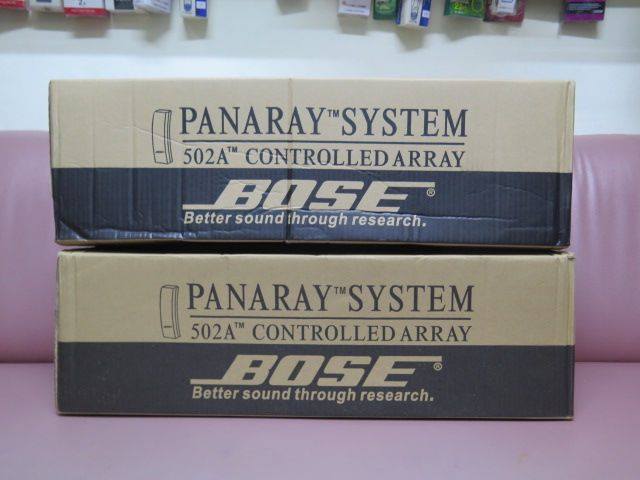 PANARAY™ SYSTEM
502A™ CONTROLLED ARRAY
BOSE®
Better sound through research.
PANARAY™ SYSTEM
502A™ CONTROLLED ARRAY
BOSE®
Better sound through research.